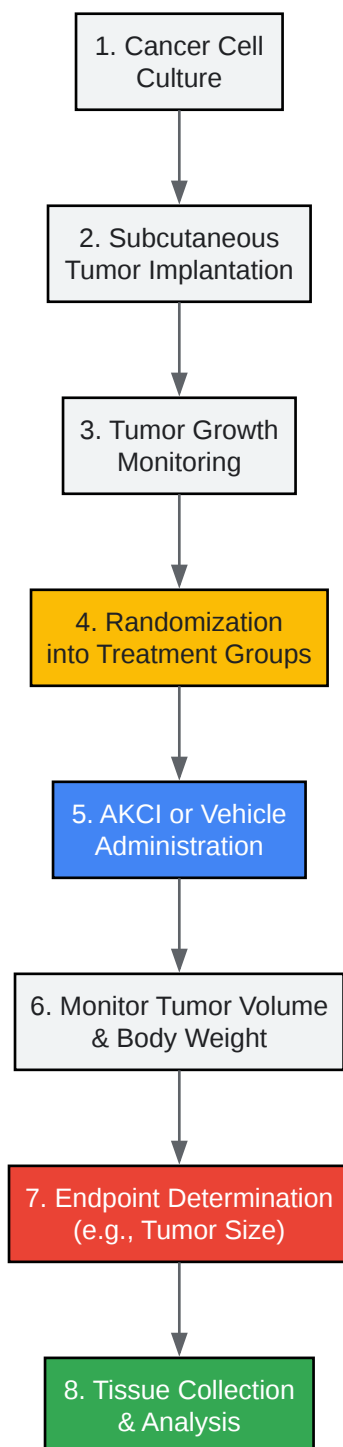 1. Cancer Cell
Culture
2. Subcutaneous
Tumor Implantation
3. Tumor Growth
Monitoring
4. Randomization
into Treatment Groups
5. AKCI or Vehicle
Administration
6. Monitor Tumor Volume
& Body Weight
7. Endpoint Determination
(e.g., Tumor Size)
8. Tissue Collection
& Analysis